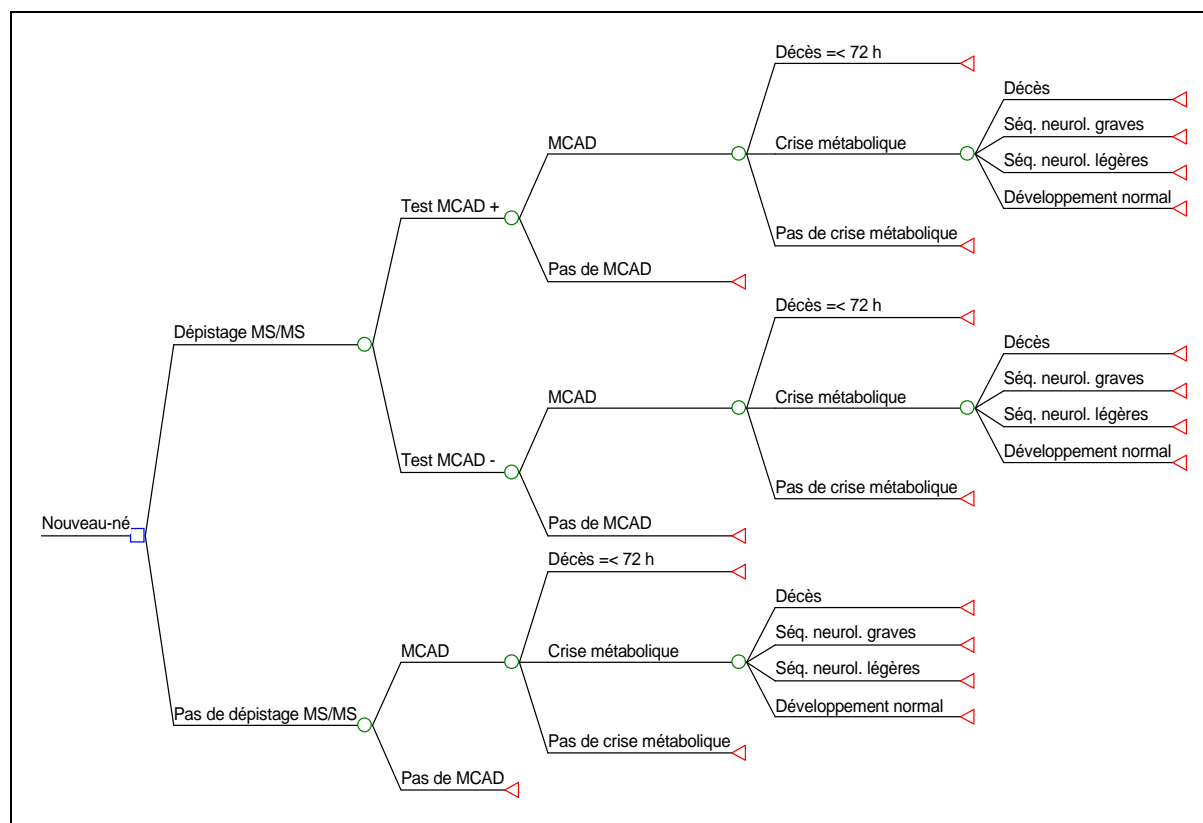 Décès =< 72 h
Décès
MCAD
Crise métabolique
Séq. neurol. graves
Séq. neurol. légères
Développement normal
Test MCAD +
Pas de crise métabolique
Pas de MCAD
Décès =< 72 h
Dépistage MS/MS
Décès
Séq. neurol. graves
MCAD
Crise métabolique
Séq. neurol. légères
Développement normal
Test MCAD -
Pas de crise métabolique
Nouveau-né
Pas de MCAD
Décès =< 72 h
Décès
Séq. neurol. graves
MCAD
Crise métabolique
Séq. neurol. légères
Développement normal
Pas de dépistage MS/MS
Pas de crise métabolique
Pas de MCAD